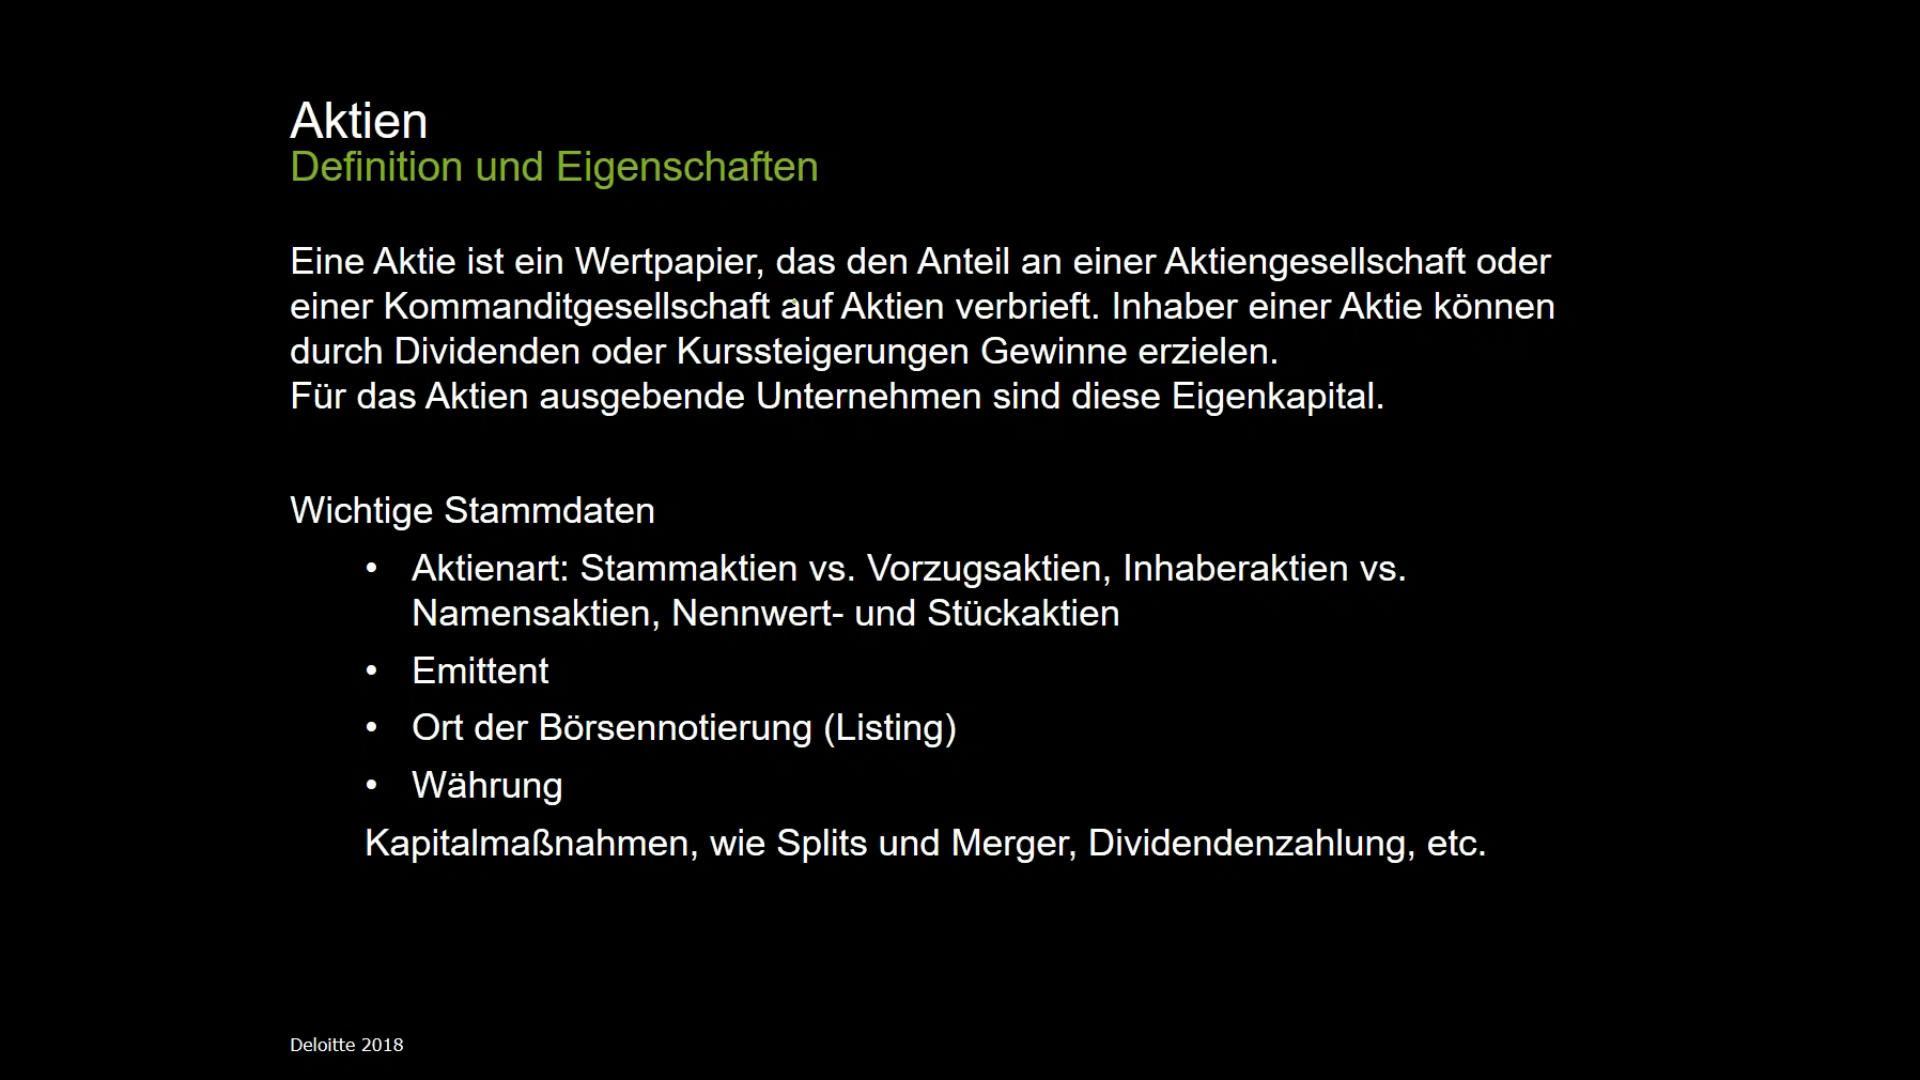 Aktien
Definition und Eigenschaften
Eine Aktie ist ein Wertpapier, das den Anteil an einer Aktiengesellschaft oder
einer Kommanditgesellschaft auf Aktien verbrieft. Inhaber einer Aktie können
durch Dividenden oder Kurssteigerungen Gewinne erzielen.
Für das Aktien ausgebende Unternehmen sind diese Eigenkapital.
Wichtige Stammdaten
• Aktienart: Stammaktien vs. Vorzugsaktien, Inhaberaktien vs.
Namensaktien, Nennwert- und Stückaktien
• Emittent
• Ort der Börsennotierung (Listing)
• Währung
Kapitalmaßnahmen, wie Splits und Merger, Dividendenzahlung, etc.
Deloitte 2018